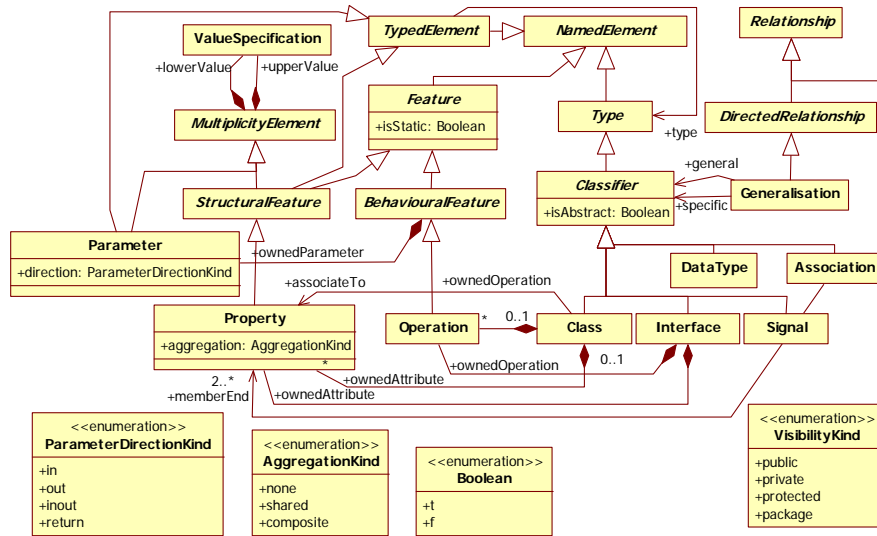 TypedElement
NamedElement
Relationship
ValueSpecification
+lowerValue
+upperValue
Feature
+isStatic: Boolean
MultiplicityElement
Type
+type
DirectedRelationship
+general
Classifier
+isAbstract: Boolean
+specific
Generalisation
StructuralFeature
BehaviouralFeature
Parameter
+direction: ParameterDirectionKind
+ownedParameter
DataType
Association
+associateTo
+ownedOperation
Property
+aggregation: AggregationKind
Operation
*
0..1
Class
Interface
Signal
*
+ownedOperation
0..1
+ownedAttribute
2..*
+memberEnd
+ownedAttribute
<<enumeration>>
ParameterDirectionKind
+in
+out
+inout
+return
<<enumeration>>
AggregationKind
+none
+shared
+composite
<<enumeration>>
Boolean
+t
+f
<<enumeration>>
VisibilityKind
+public
+private
+protected
+package